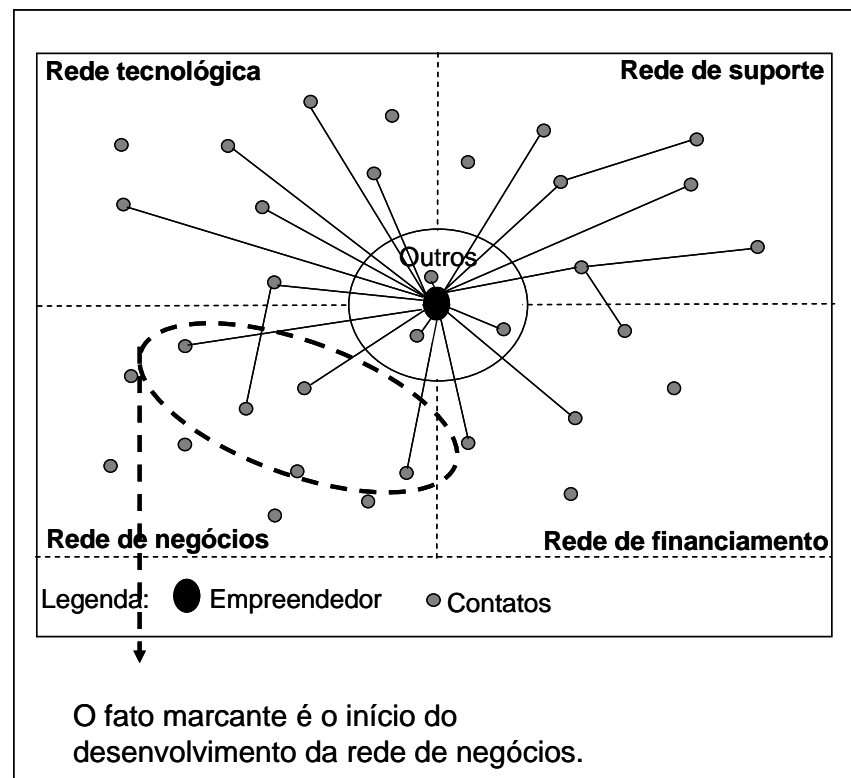 Rede tecnológica
Rede de suporte
Outros
Rede de negócios
Rede de financiamento
Legenda: Empreendedor Contatos
O fato marcante é o início do
desenvolvimento da rede de negócios.